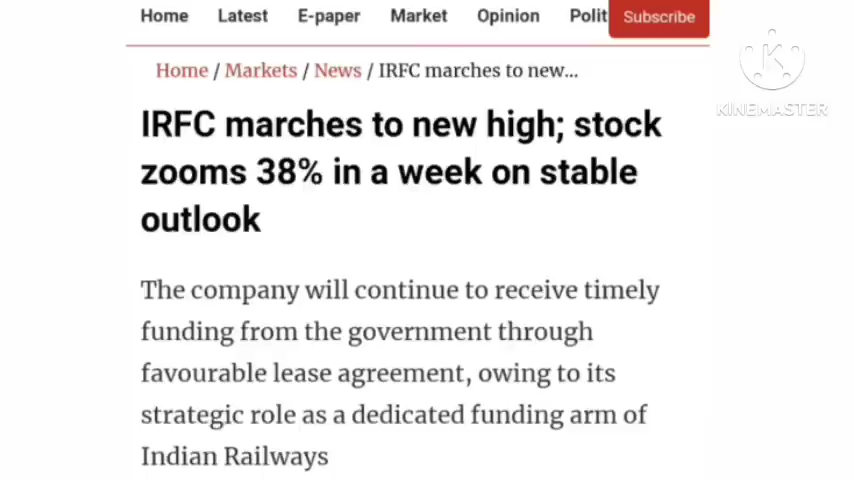 Home Latest E-paper Market Opinion Polit Subscribe
Home / Markets / News / IRFC marches to new...
KINEMASTER
IRFC marches to new high; stock
zooms 38% in a week on stable
outlook
The company will continue to receive timely
funding from the government through
favourable lease agreement, owing to its
strategic role as a dedicated funding arm of
Indian Railways